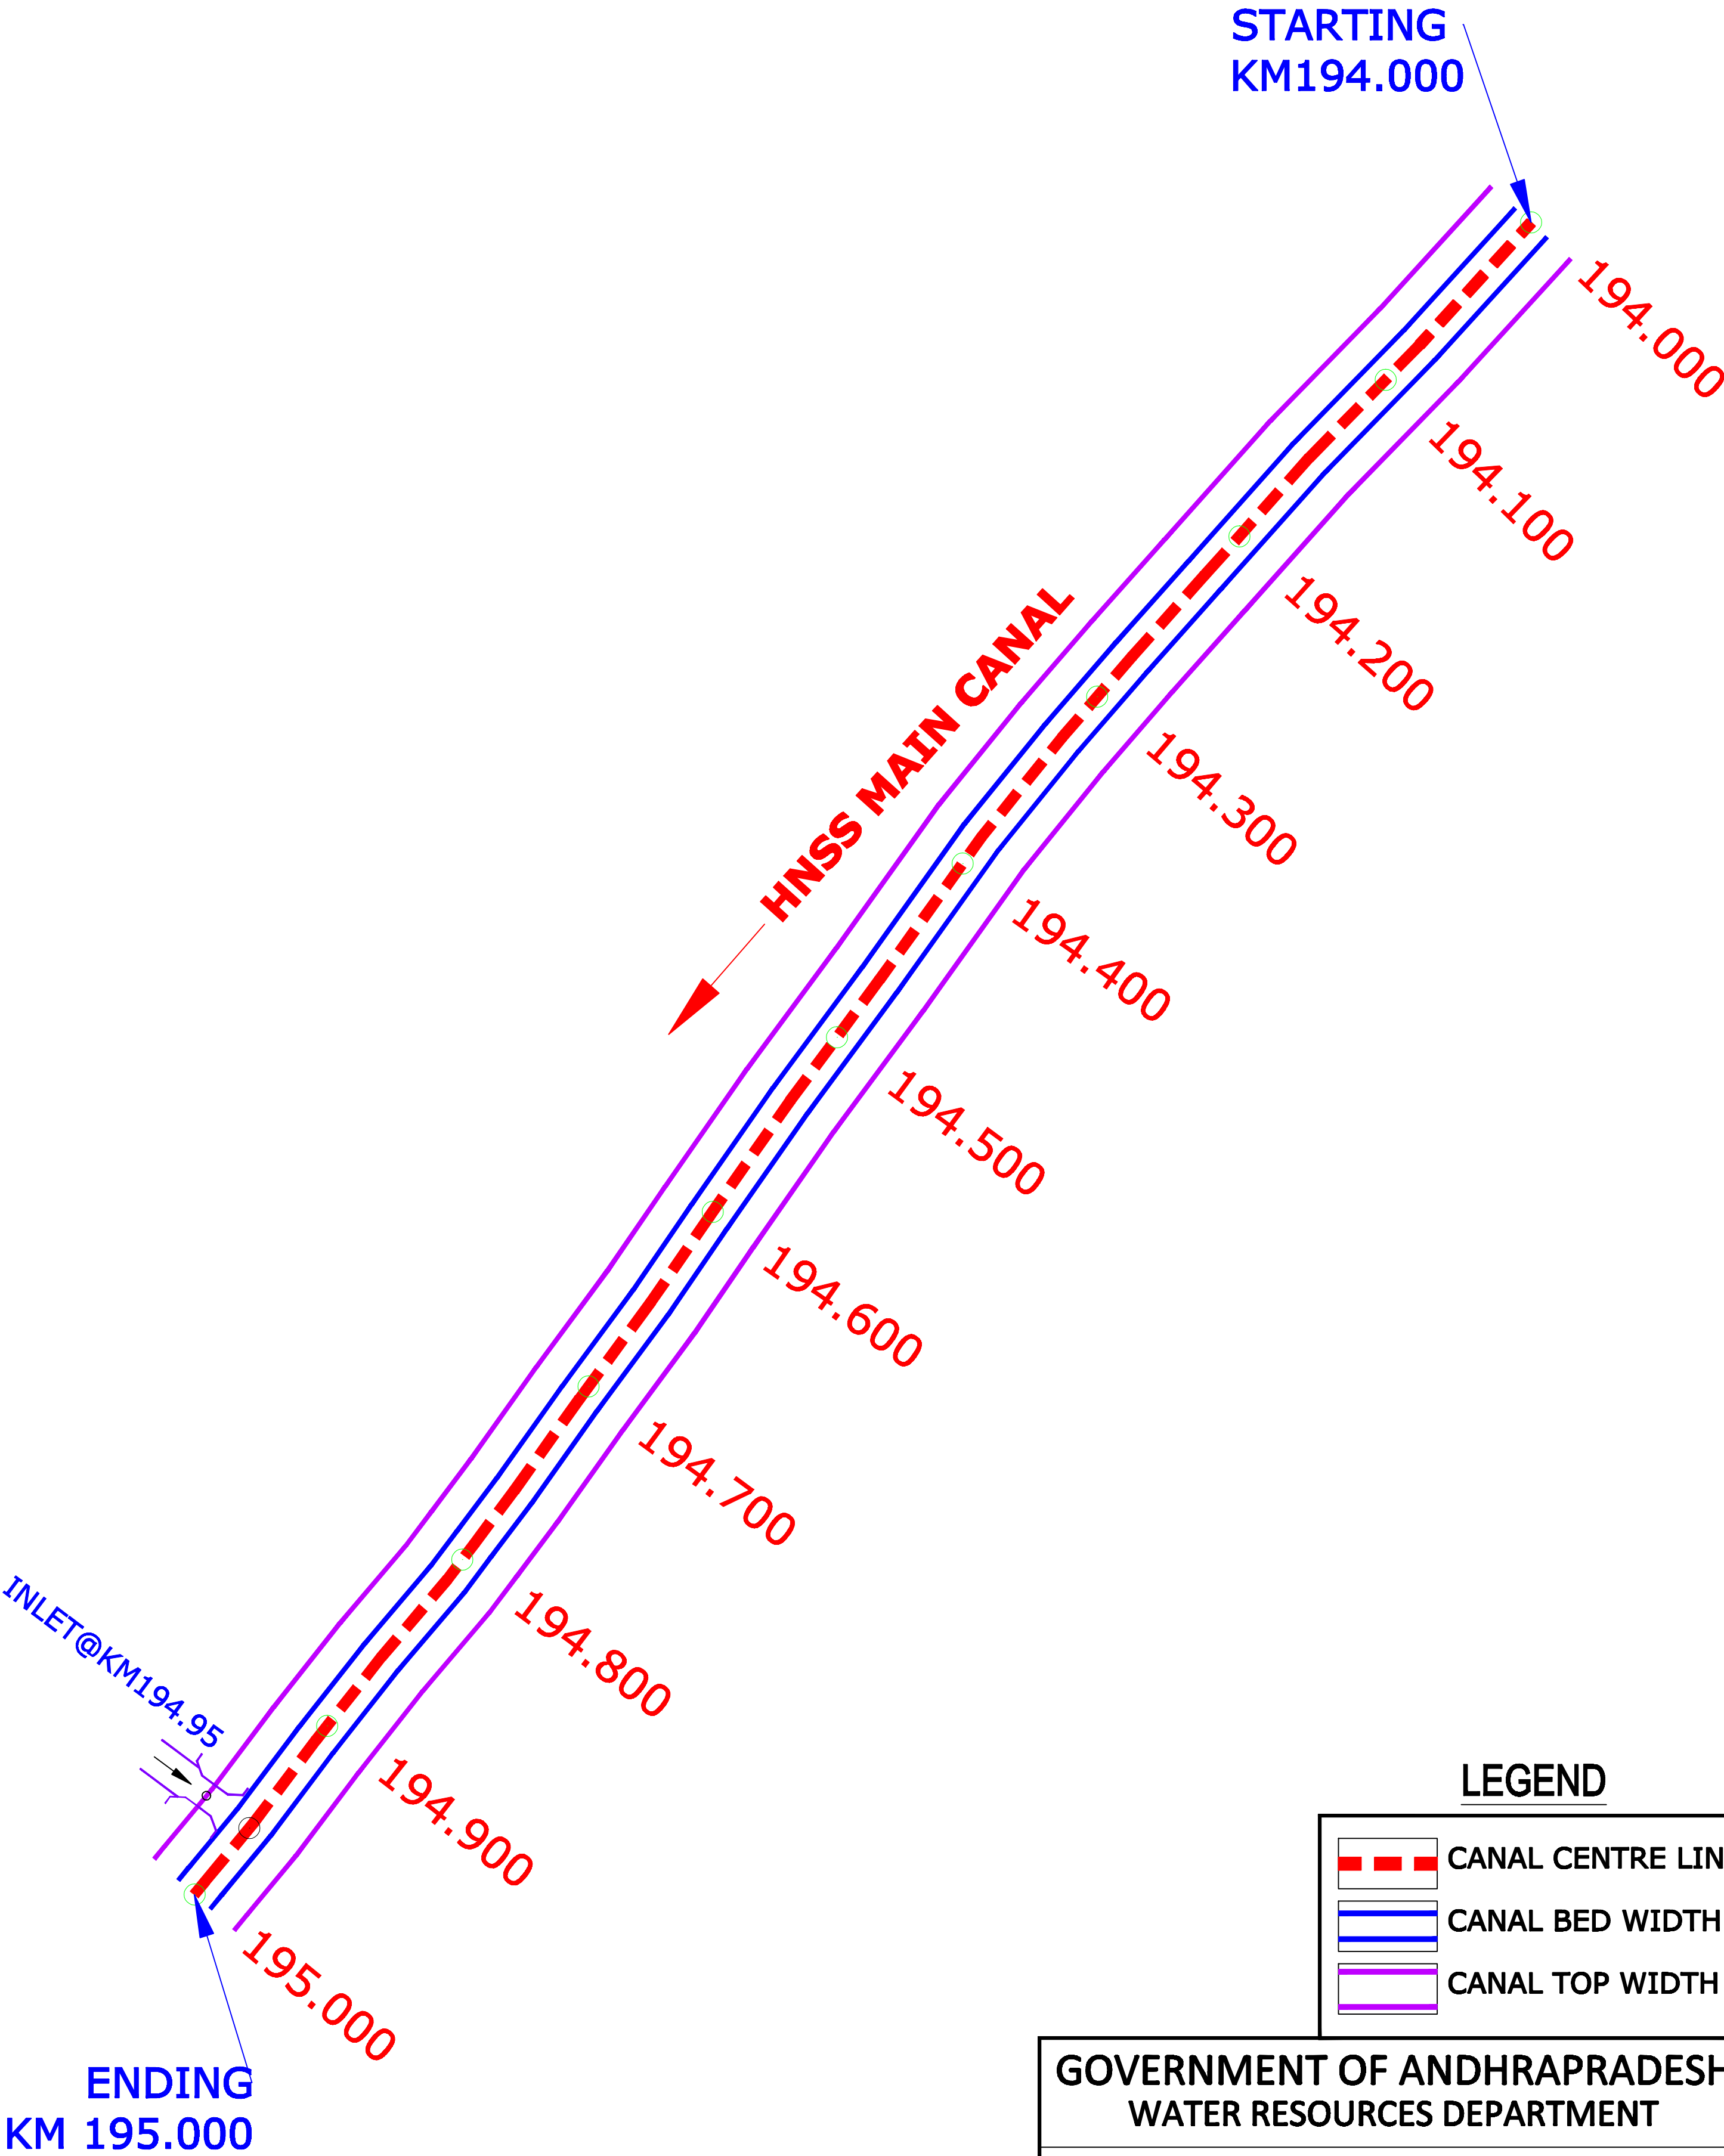 STARTING
KM194.000
194.000
194.100
194.200
194.300
HNSS MAIN CANAL
194.400
194.500
194.600
194.700
194.800
INLET@KM194.95
194.900
195.000
ENDING
KM 195.000
LEGEND
CANAL CENTRE LIN
CANAL BED WIDTH
CANAL TOP WIDTH
GOVERNMENT OF ANDHRAPRADESH
WATER RESOURCES DEPARTMENT